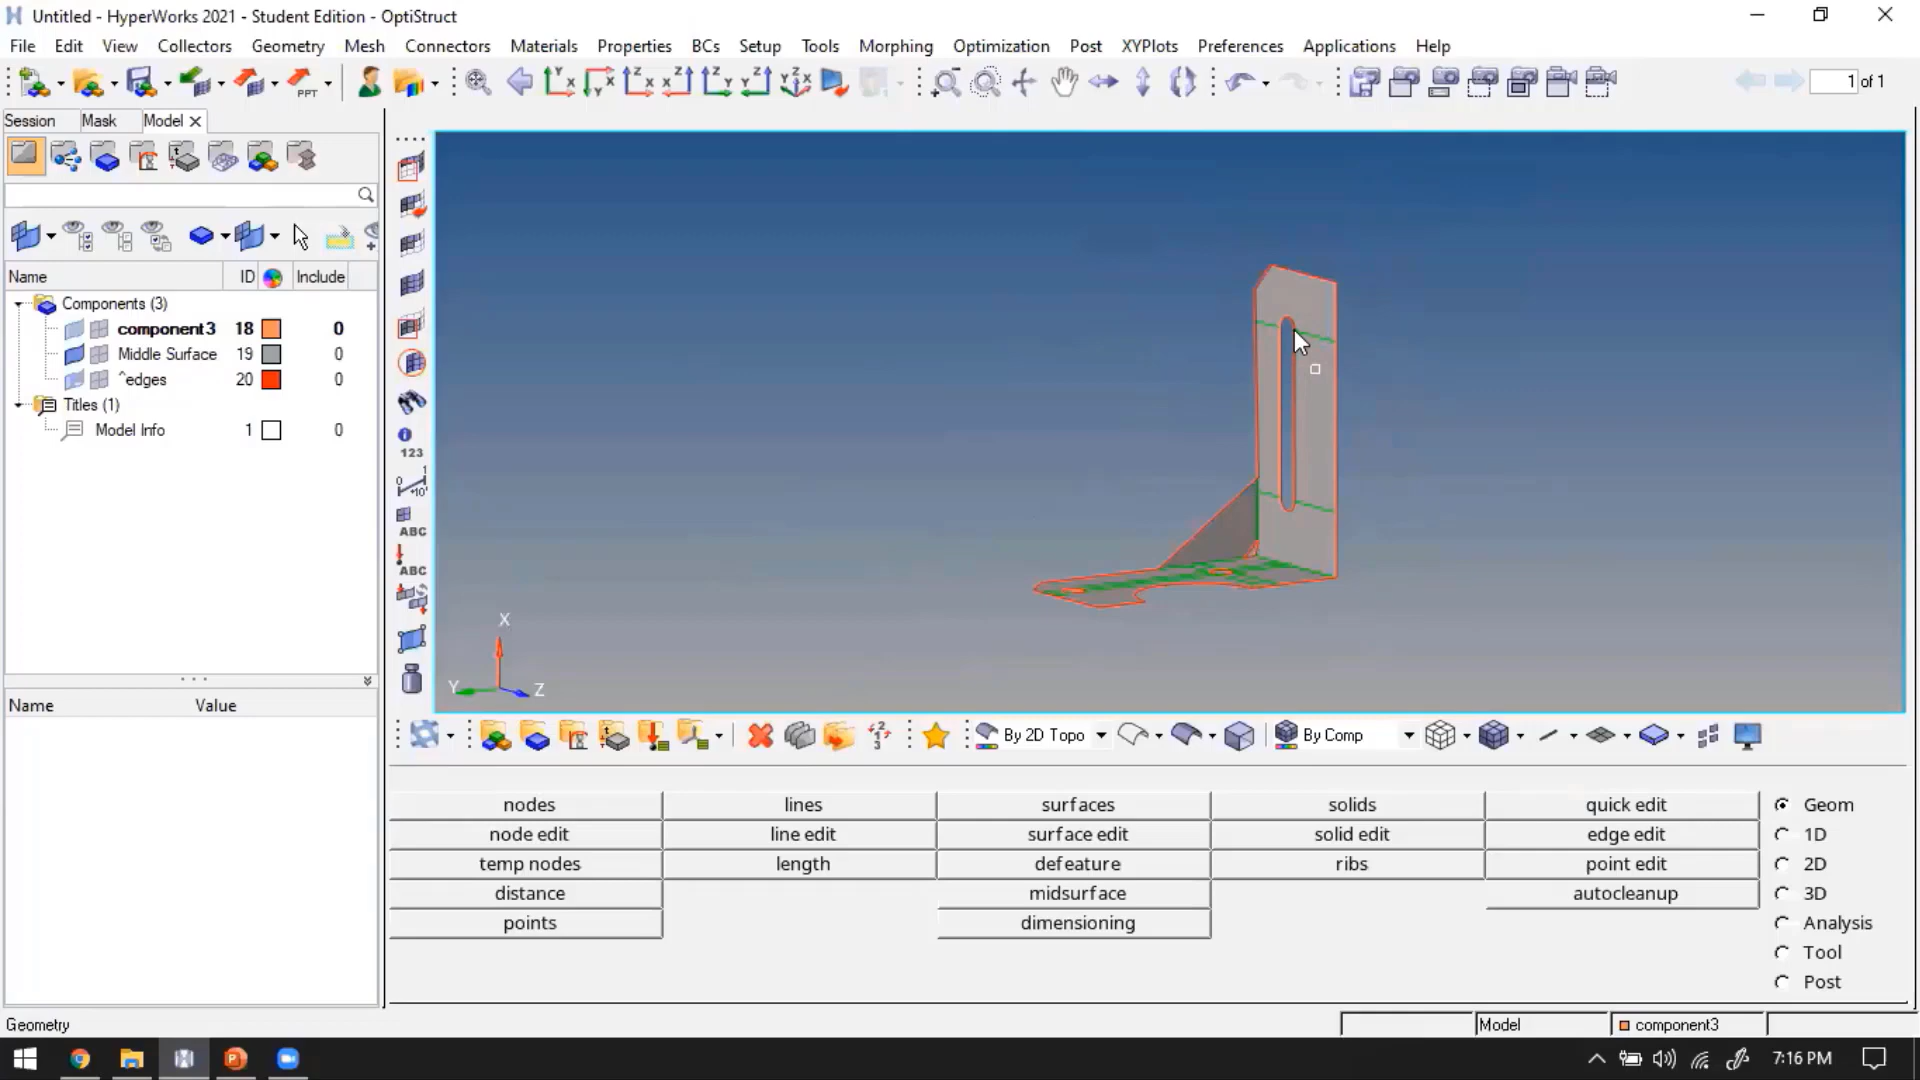 Untitled - HyperWorks 2021 - Student Edition - OptiStruct
File Edit View Collectors Geometry Mesh Connectors Materials Properties BCs Setup Tools Morphing Optimization Post XYPlots Preferences Applications Help
PPT
1 of 1
Session Mask Model
Name ID Include
Components (3)
component3 18 0
Middle Surface 19 0
^edges 20 0
Titles (1)
Model Info 1 0
Name Value
123
ABC
ABC
X
Y
Z
By 2D Topo By Comp
nodes lines surfaces solids quick edit Geom
node edit line edit surface edit solid edit edge edit 1D
temp nodes length defeature ribs point edit 2D
distance midsurface autocleanup 3D
points dimensioning Analysis
Tool
Post
Geometry Model component3
7:16 PM